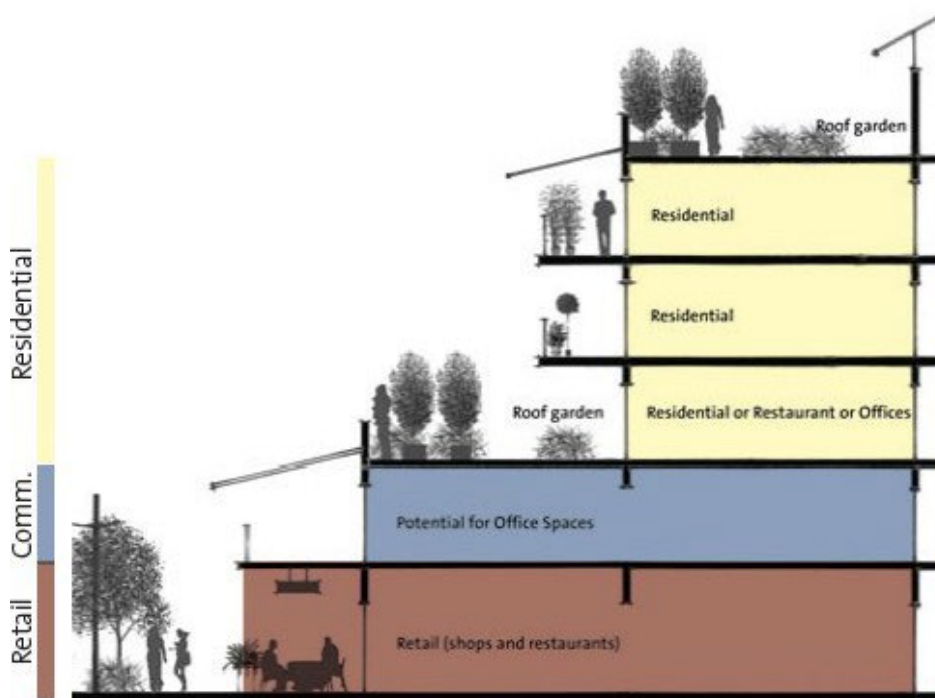 Roof garden
Residential
Residential
Residential
Roof garden
Residential or Restaurant or Offices
Comm.
Potential for Office Spaces
Retail
Retail (shops and restaurants)